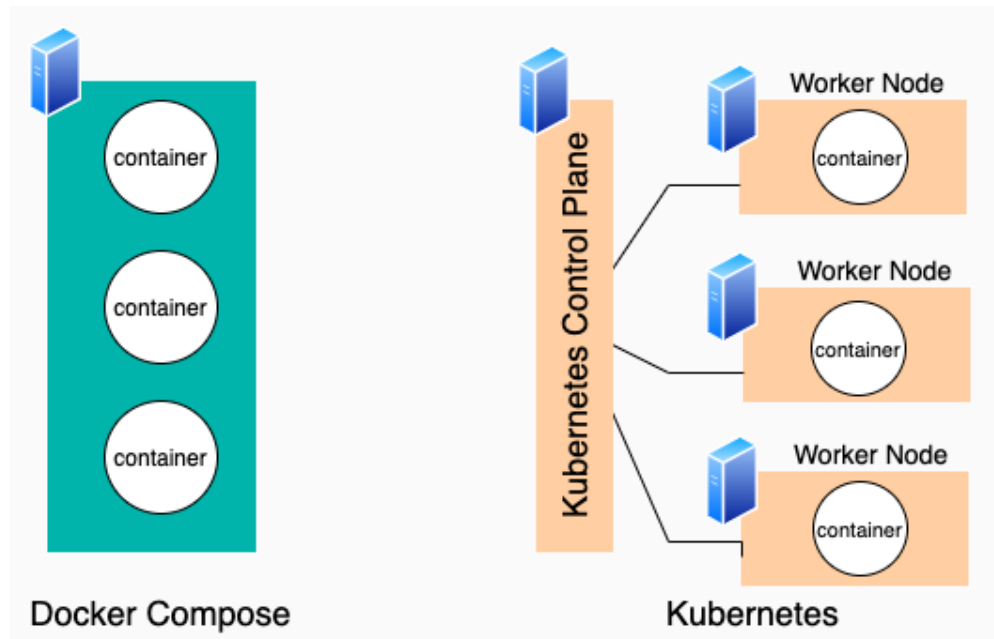 container
container
container
Docker Compose
Kubernetes Control Plane
Worker Node
container
Worker Node
container
Worker Node
container
Kubernetes